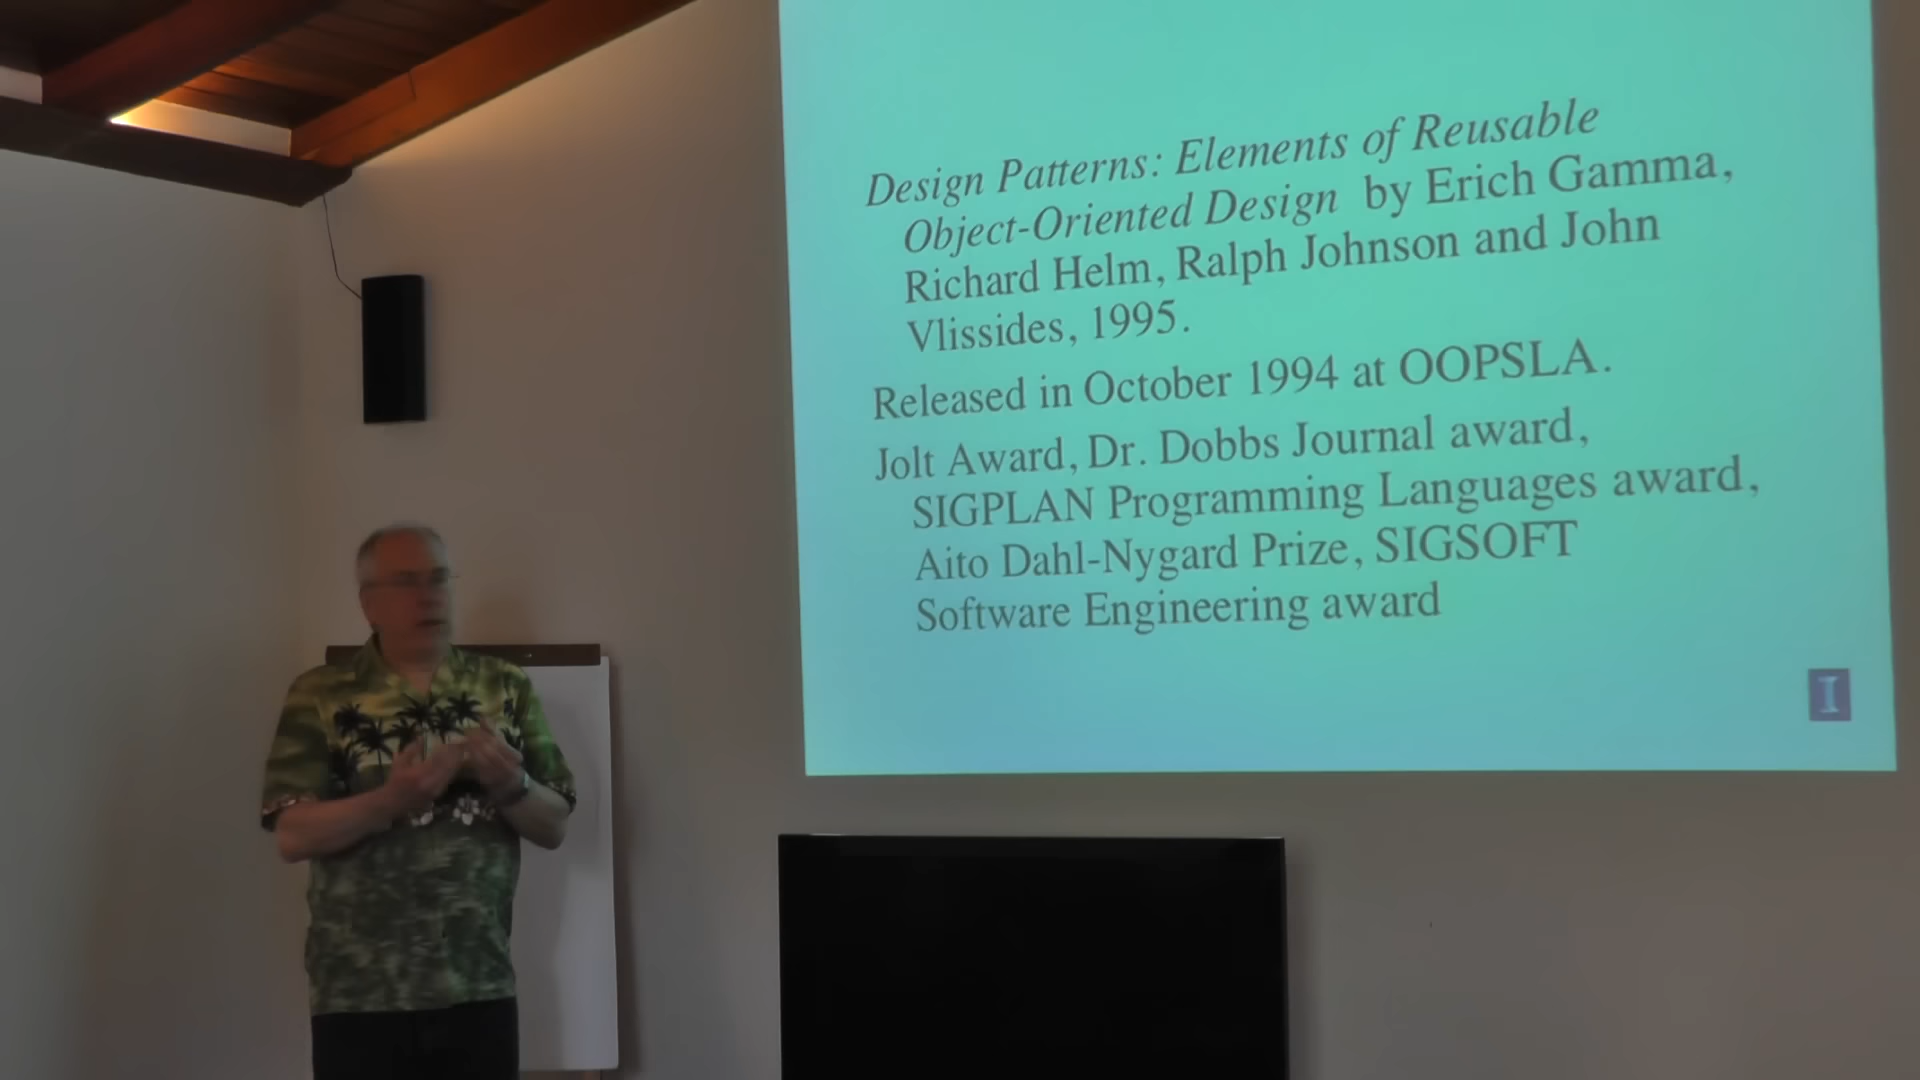 Design Patterns: Elements of Reusable
Object-Oriented Design by Erich Gamma,
Richard Helm, Ralph Johnson and John
Vlissides, 1995.
Released in October 1994 at OOPSLA.
Jolt Award, Dr. Dobbs Journal award,
SIGPLAN Programming Languages award,
Aito Dahl-Nygard Prize, SIGSOFT
Software Engineering award
I